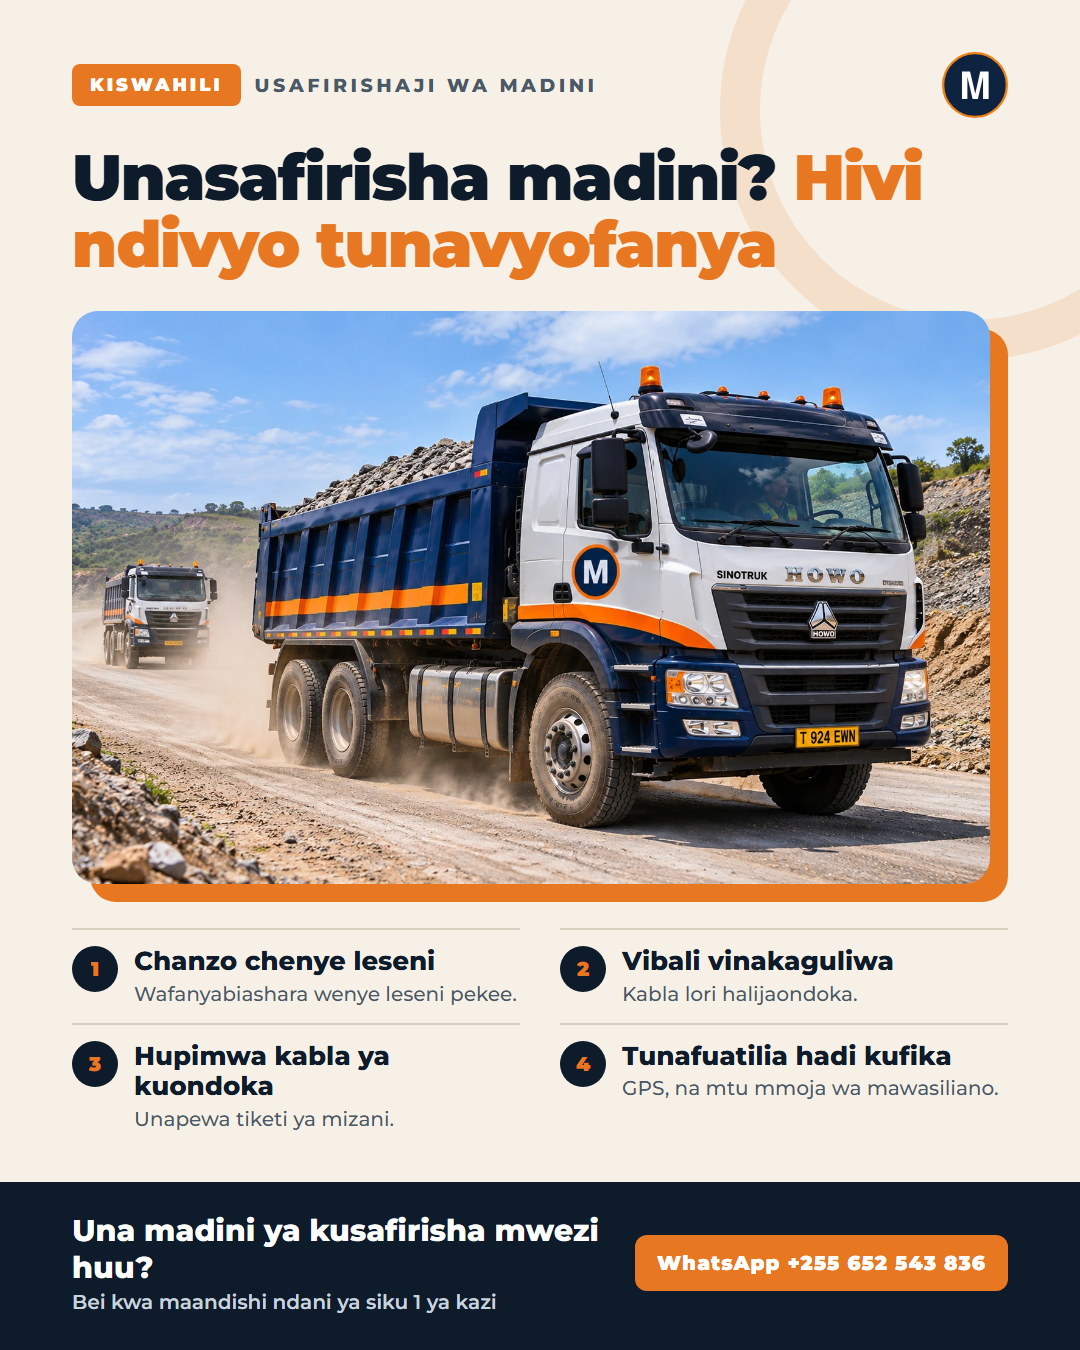 KISWAHILI USAFIRISHAJI WA MADINI
M
Unasafirisha madini? Hivi
ndivyo tunavyofanya
M
SINOTRUK HOWO
HOWO
T 924 EWN
HOWO
1 Chanzo chenye leseni
Wafanyabiashara wenye leseni pekee.
2 Vibali vinakaguliwa
Kabla lori halijaondoka.
3 Hupimwa kabla ya
kuondoka
Unapewa tiketi ya mizani.
4 Tunafuatilia hadi kufika
GPS, na mtu mmoja wa mawasiliano.
Una madini ya kusafirisha mwezi
huu?
Bei kwa maandishi ndani ya siku 1 ya kazi
WhatsApp +255 652 543 836